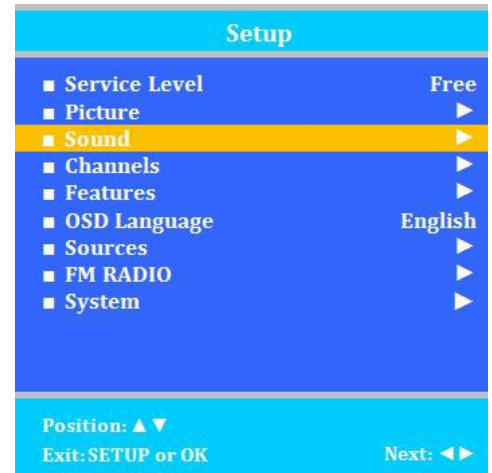 Setup
■ Service Level Free
■ Picture ▶
■ Sound ▶
■ Channels ▶
■ Features ▶
■ OSD Language English
■ Sources ▶
■ FM RADIO ▶
■ System ▶
Position: ▲ ▼
Exit: SETUP or OK Next: ◀ ▶